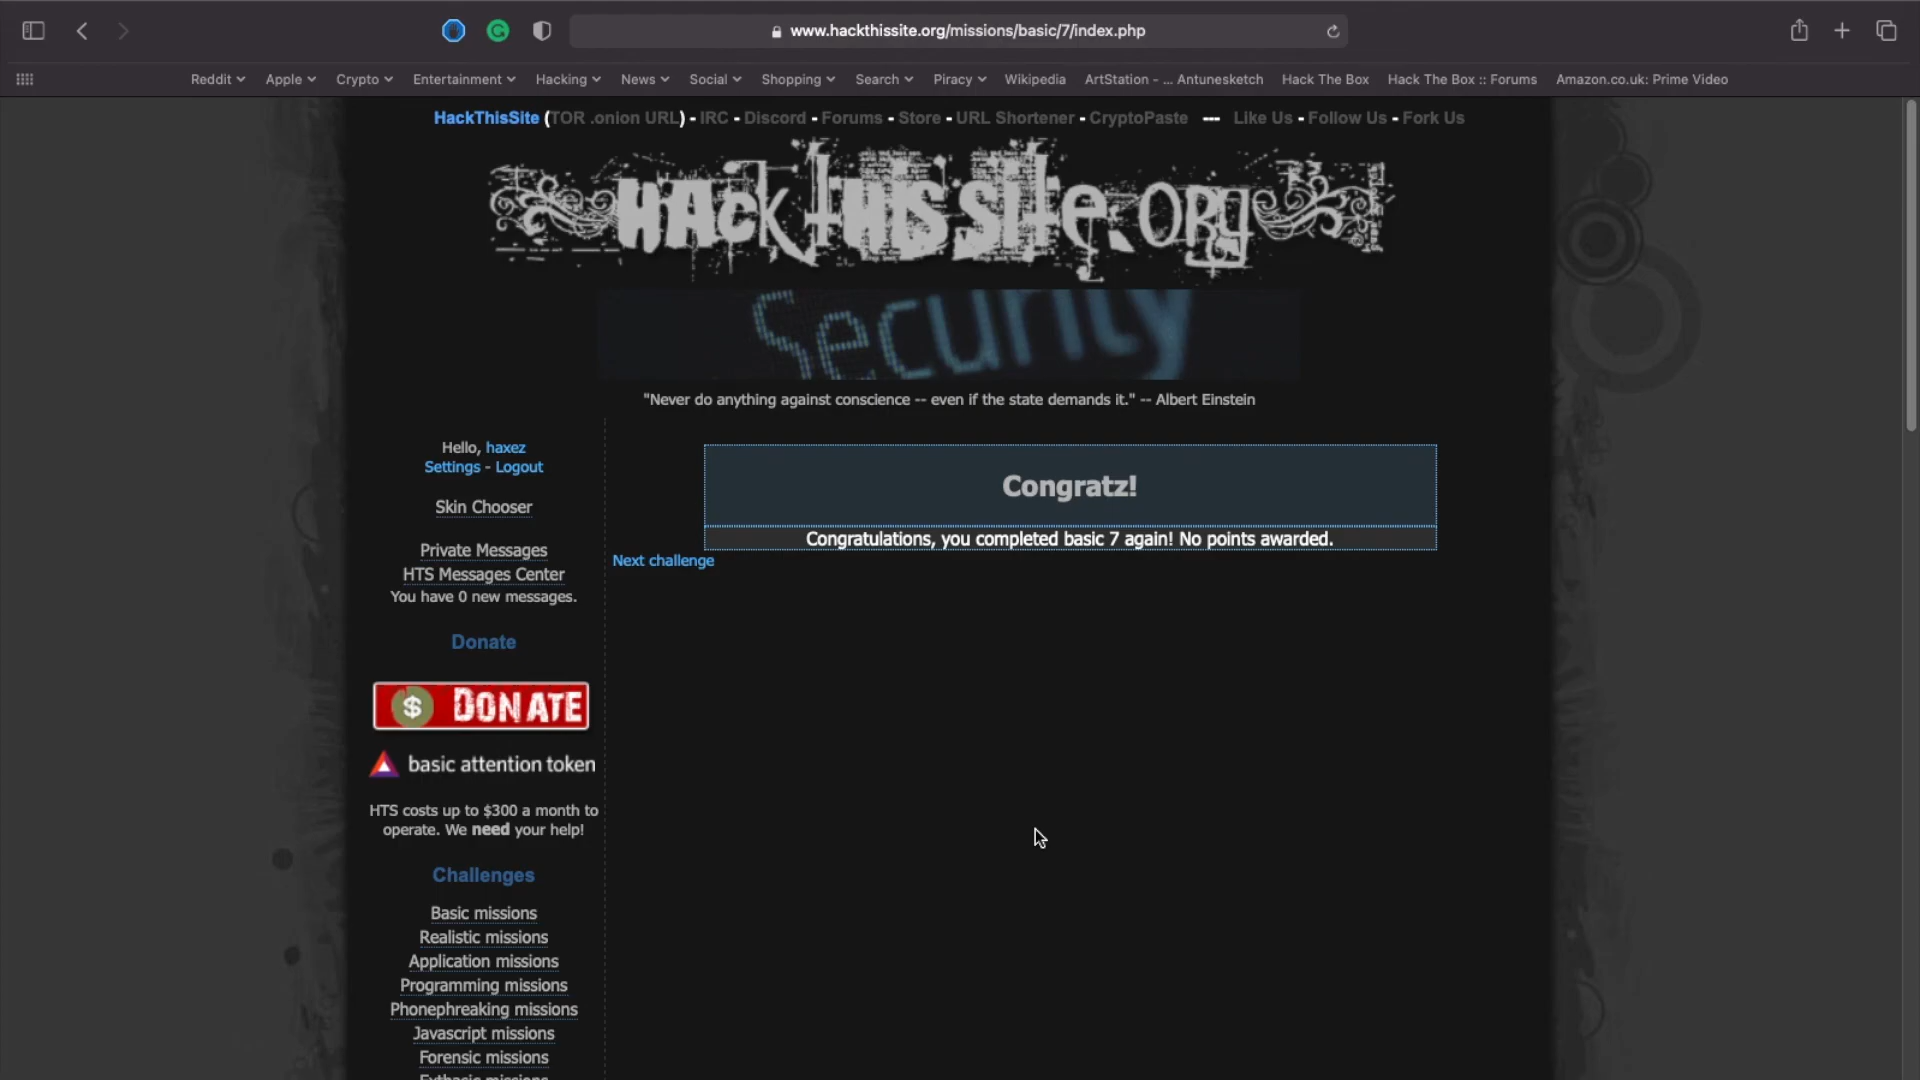 www.hackthissite.org/missions/basic/7/index.php
Reddit Apple Crypto Entertainment Hacking News Social Shopping Search Piracy Wikipedia ArtStation - ... Antunesketch Hack The Box Hack The Box :: Forums Amazon.co.uk: Prime Video
HackThisSite (TOR .onion URL) - IRC - Discord - Forums - Store - URL Shortener - CryptoPaste --- Like Us - Follow Us - Fork Us
HAck tHis Site.ORg
Security
"Never do anything against conscience -- even if the state demands it." -- Albert Einstein
Hello, haxez
Settings - Logout
Skin Chooser
Private Messages
HTS Messages Center
You have 0 new messages.
Donate
$ DONATE
basic attention token
HTS costs up to $300 a month to
operate. We need your help!
Challenges
Basic missions
Realistic missions
Application missions
Programming missions
Phonephreaking missions
Javascript missions
Forensic missions
Extbasic missions
Congratz!
Congratulations, you completed basic 7 again! No points awarded.
Next challenge